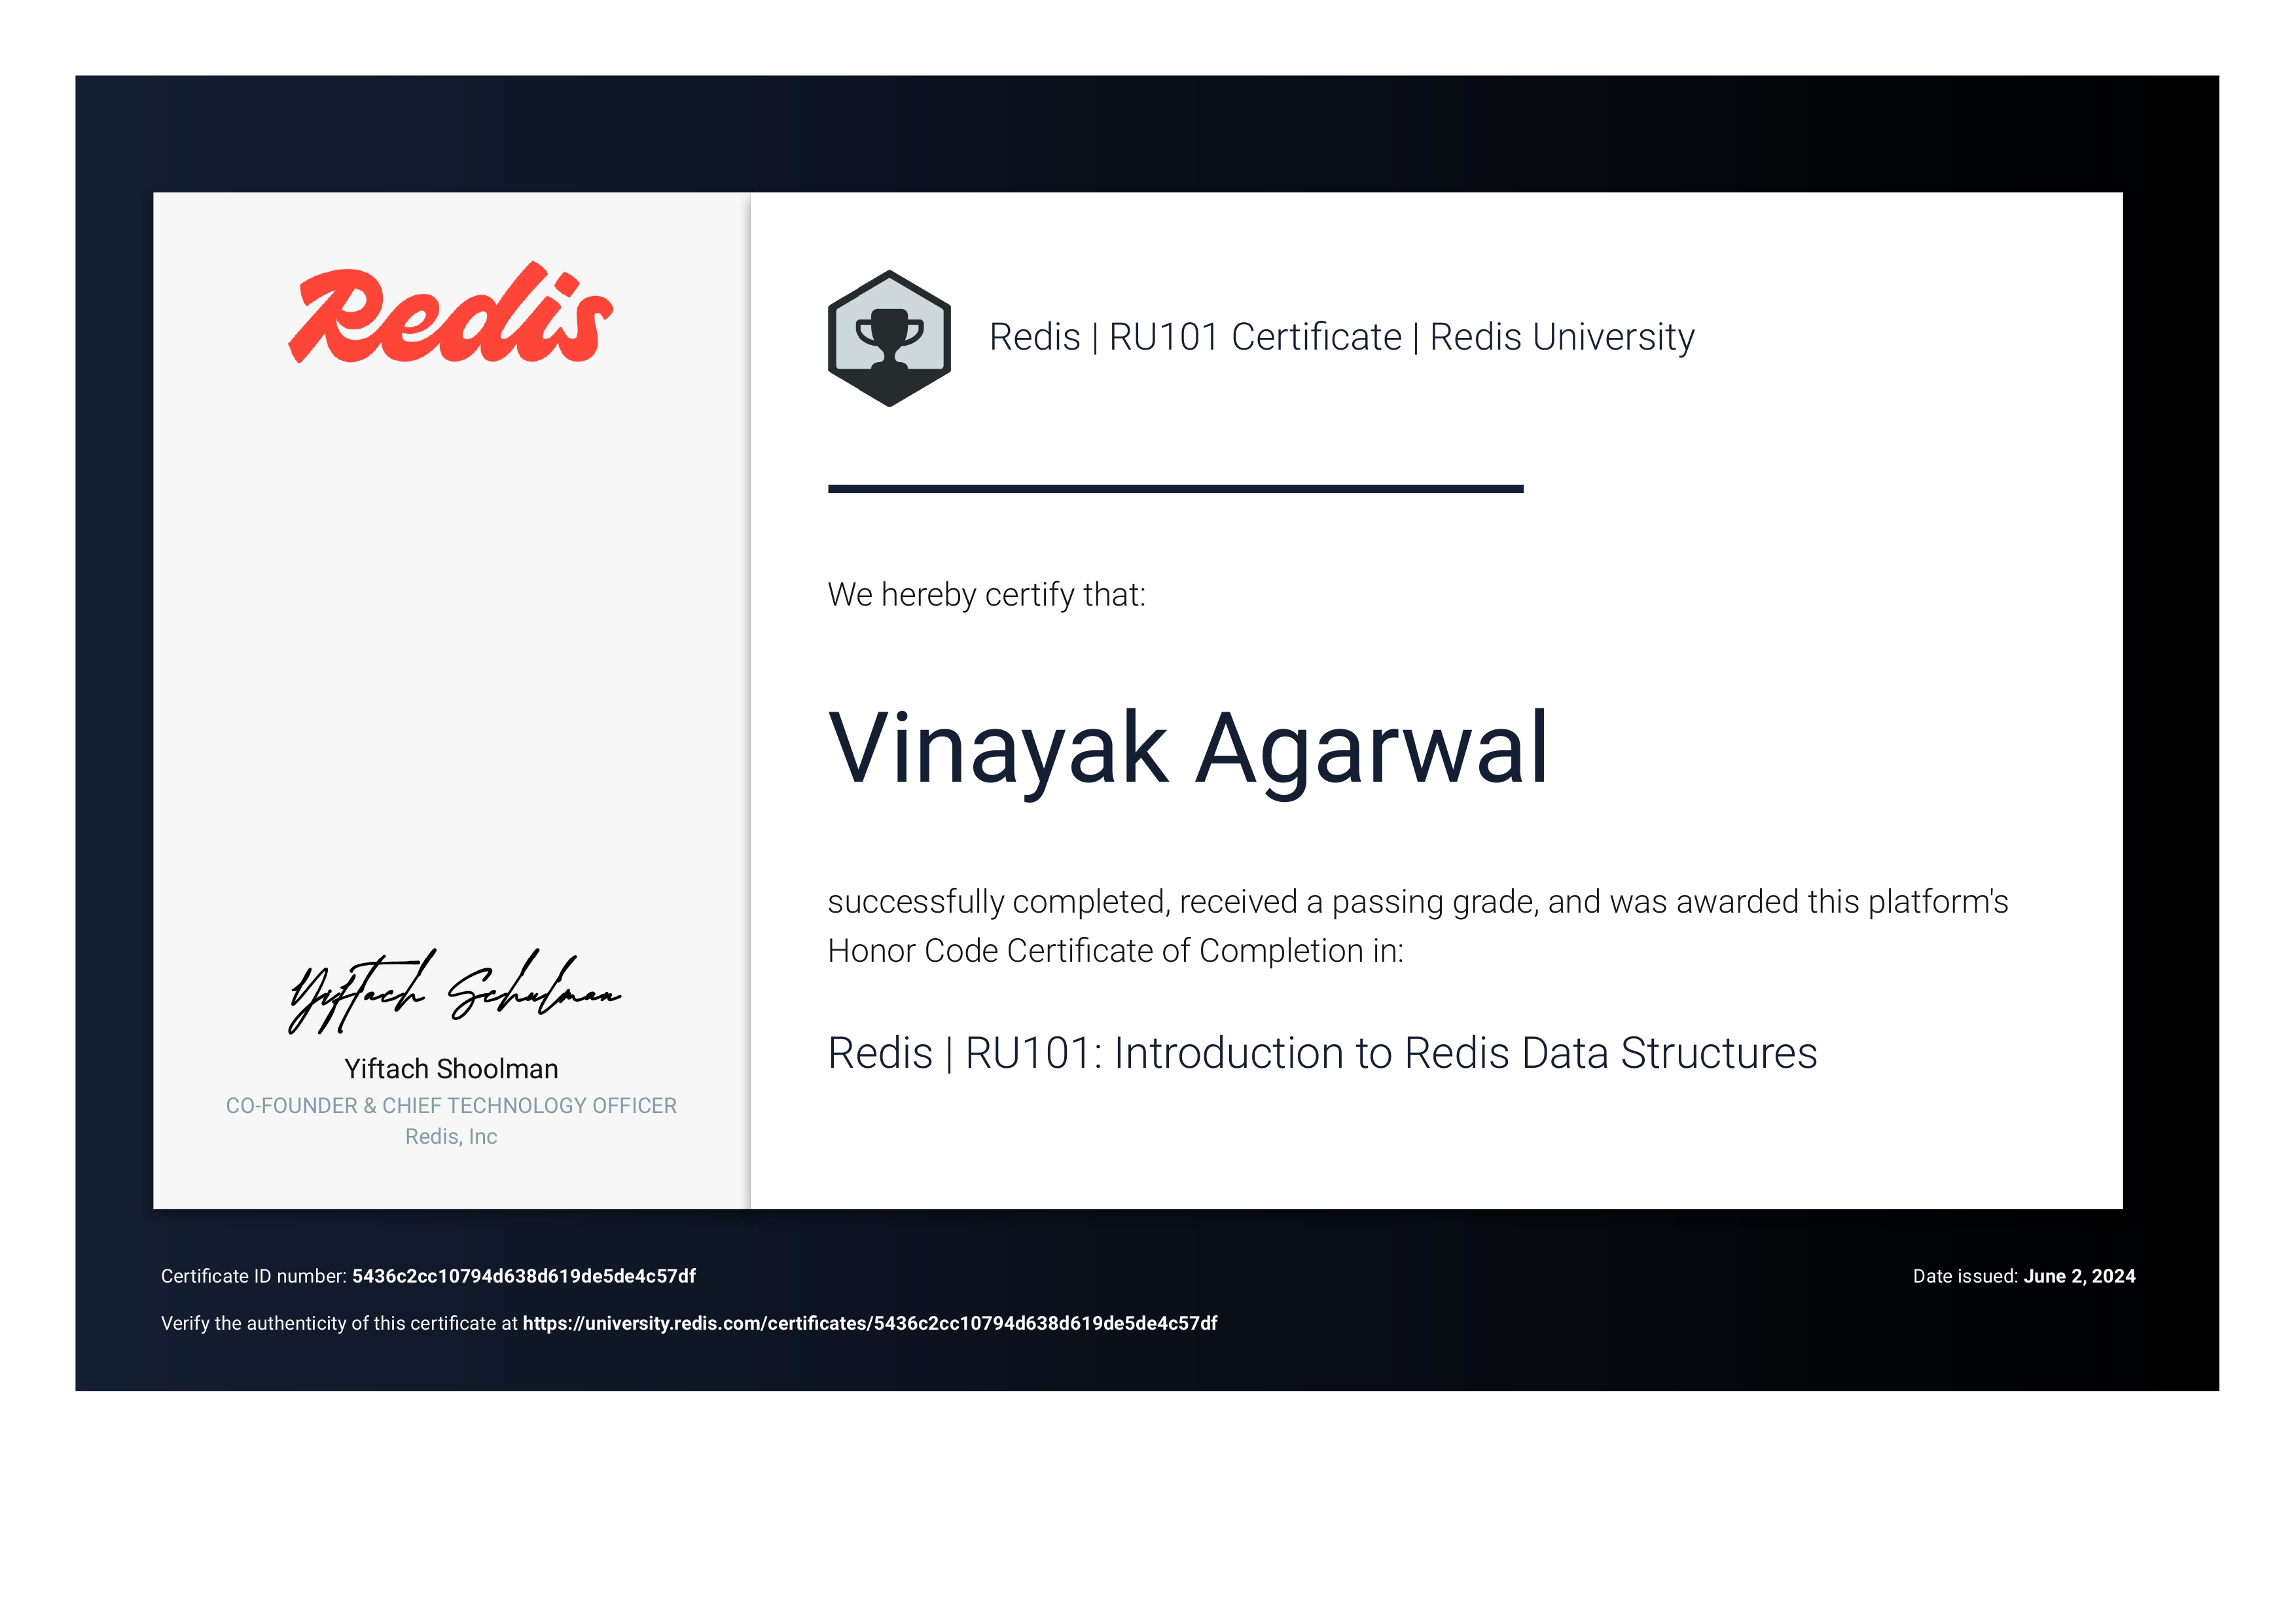 Redis
Redis | RU101 Certificate | Redis University
We hereby certify that:
Vinayak Agarwal
successfully completed, received a passing grade, and was awarded this platform's
Honor Code Certificate of Completion in:
Redis | RU101: Introduction to Redis Data Structures
Yiftach Schulman
Yiftach Shoolman
CO-FOUNDER & CHIEF TECHNOLOGY OFFICER
Redis, Inc
Certificate ID number: 5436c2cc10794d638d619de5de4c57df
Date issued: June 2, 2024
Verify the authenticity of this certificate at https://university.redis.com/certificates/5436c2cc10794d638d619de5de4c57df